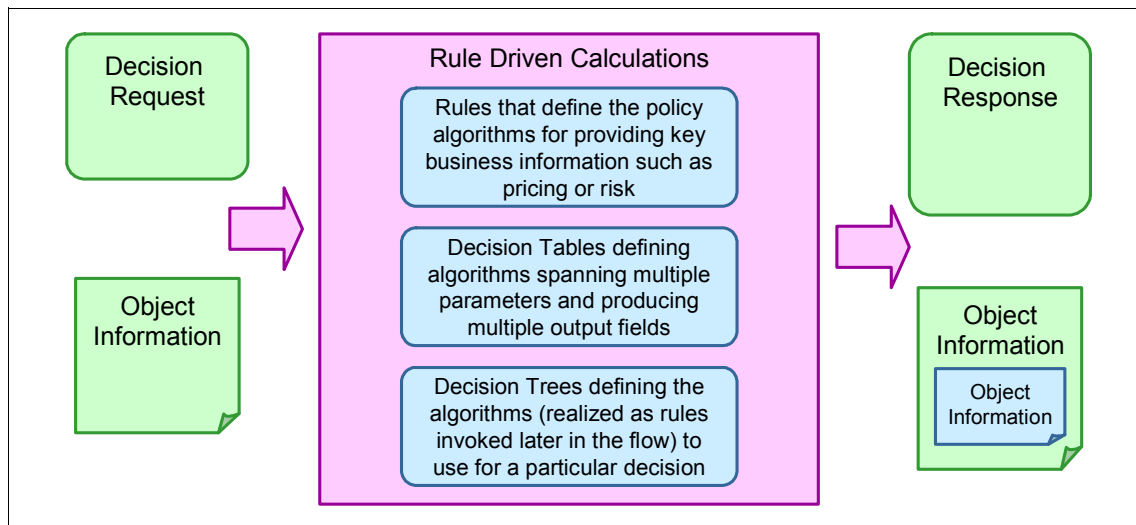 Decision
Request
Object
Information
Rule Driven Calculations
Rules that define the policy
algorithms for providing key
business information such as
pricing or risk
Decision Tables defining
algorithms spanning multiple
parameters and producing
multiple output fields
Decision Trees defining the
algorithms (realized as rules
invoked later in the flow) to
use for a particular decision
Decision
Response
Object
Information
Object
Information